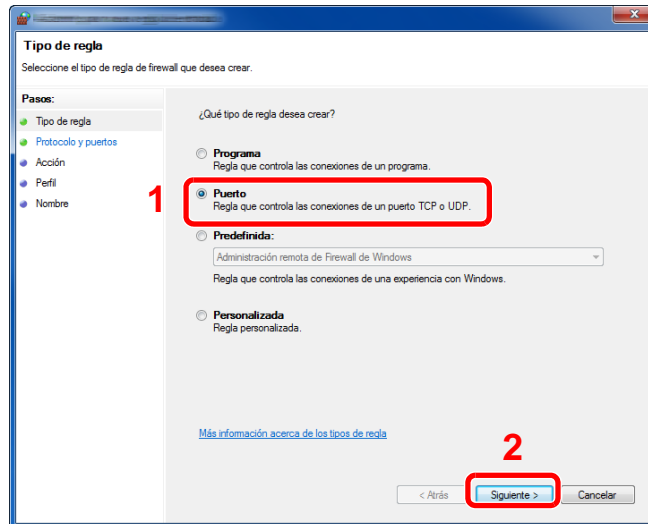 Tipo de regla
Seleccione el tipo de regla de firewall que desea crear.
Pasos:
Tipo de regla
Protocolo y puertos
Acción
Perfil
Nombre
¿Qué tipo de regla desea crear?
Programa
Regla que controla las conexiones de un programa.
1
Puerto
Regla que controla las conexiones de un puerto TCP o UDP.
Predefinida:
Administración remota de Firewall de Windows
Regla que controla las conexiones de una experiencia con Windows.
Personalizada
Regla personalizada.
Más información acerca de los tipos de regla
2
< Atrás Siguiente > Cancelar